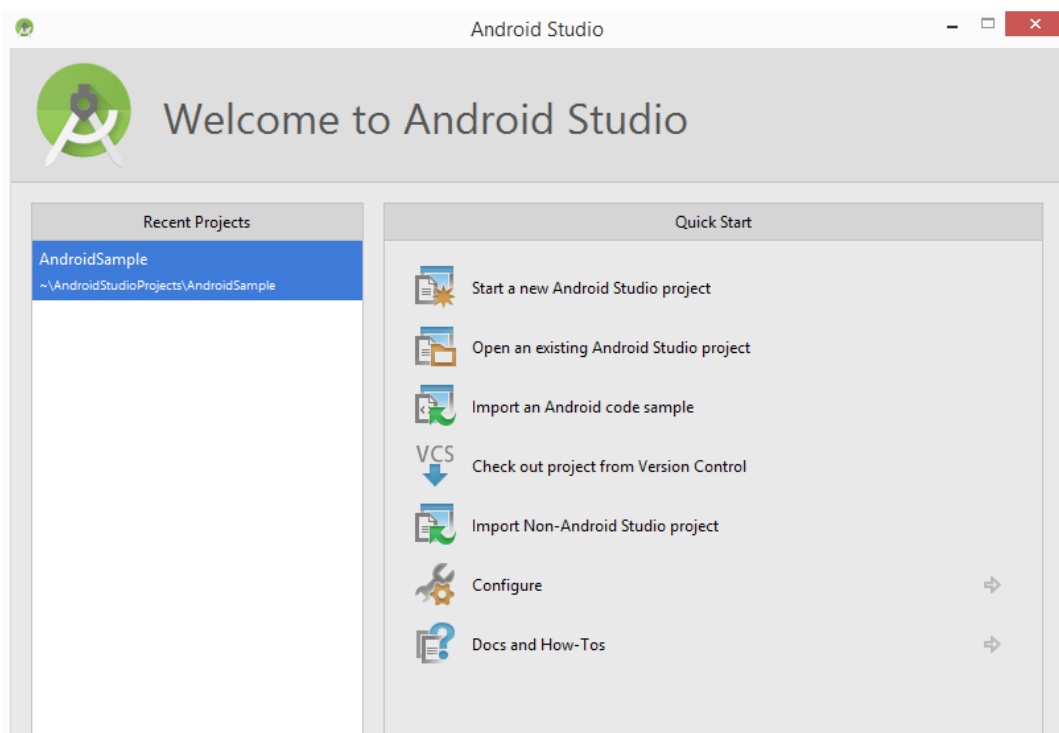 Android Studio
Welcome to Android Studio
Recent Projects
AndroidSample
~\AndroidStudioProjects\AndroidSample
Quick Start
Start a new Android Studio project
Open an existing Android Studio project
Import an Android code sample
VCS
Check out project from Version Control
Import Non-Android Studio project
Configure
Docs and How-Tos